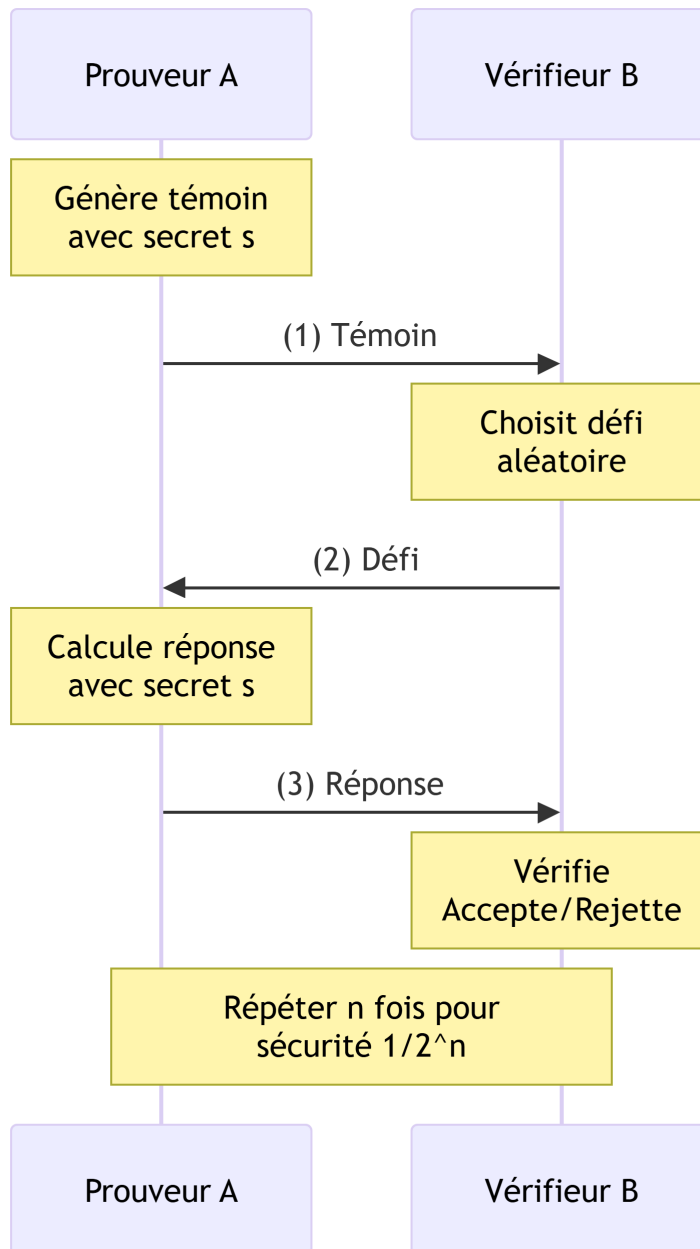 Prouveur A
Vérifieur B
Génère témoin
avec secret s
(1) Témoin
Choisit défi
aléatoire
(2) Défi
Calcule réponse
avec secret s
(3) Réponse
Vérifie
Accepte/Rejette
Répéter n fois pour
sécurité 1/2^n
Prouveur A
Vérifieur B